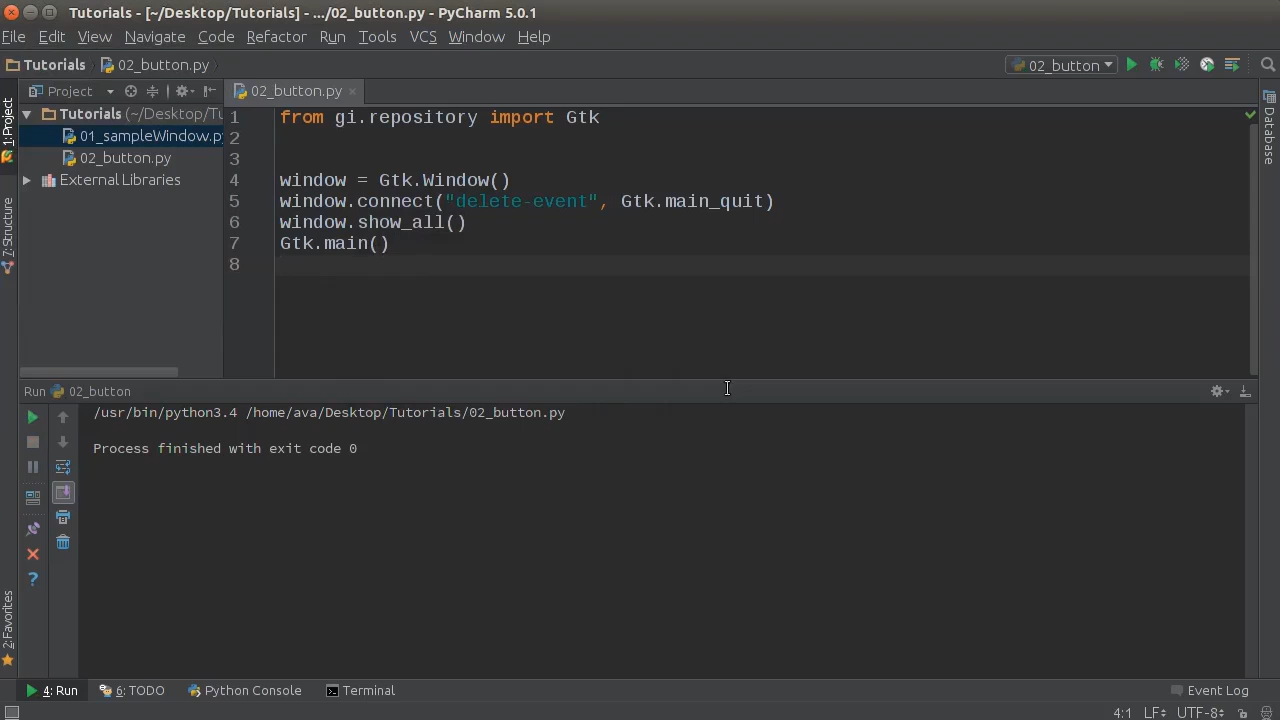 Tutorials - [~/Desktop/Tutorials] - .../02_button.py - PyCharm 5.0.1
File Edit View Navigate Code Refactor Run Tools VCS Window Help
Tutorials 02_button.py 02_button
1: Project
Project
02_button.py
Tutorials (~/Desktop/Tu
01_sampleWindow.py
02_button.py
External Libraries
7: Structure
2: Favorites
Database
1 from gi.repository import Gtk
2
3
4 window = Gtk.Window()
5 window.connect("delete-event", Gtk.main_quit)
6 window.show_all()
7 Gtk.main()
8
Run 02_button
/usr/bin/python3.4 /home/ava/Desktop/Tutorials/02_button.py
Process finished with exit code 0
4: Run 6: TODO Python Console Terminal Event Log
4:1 LF UTF-8